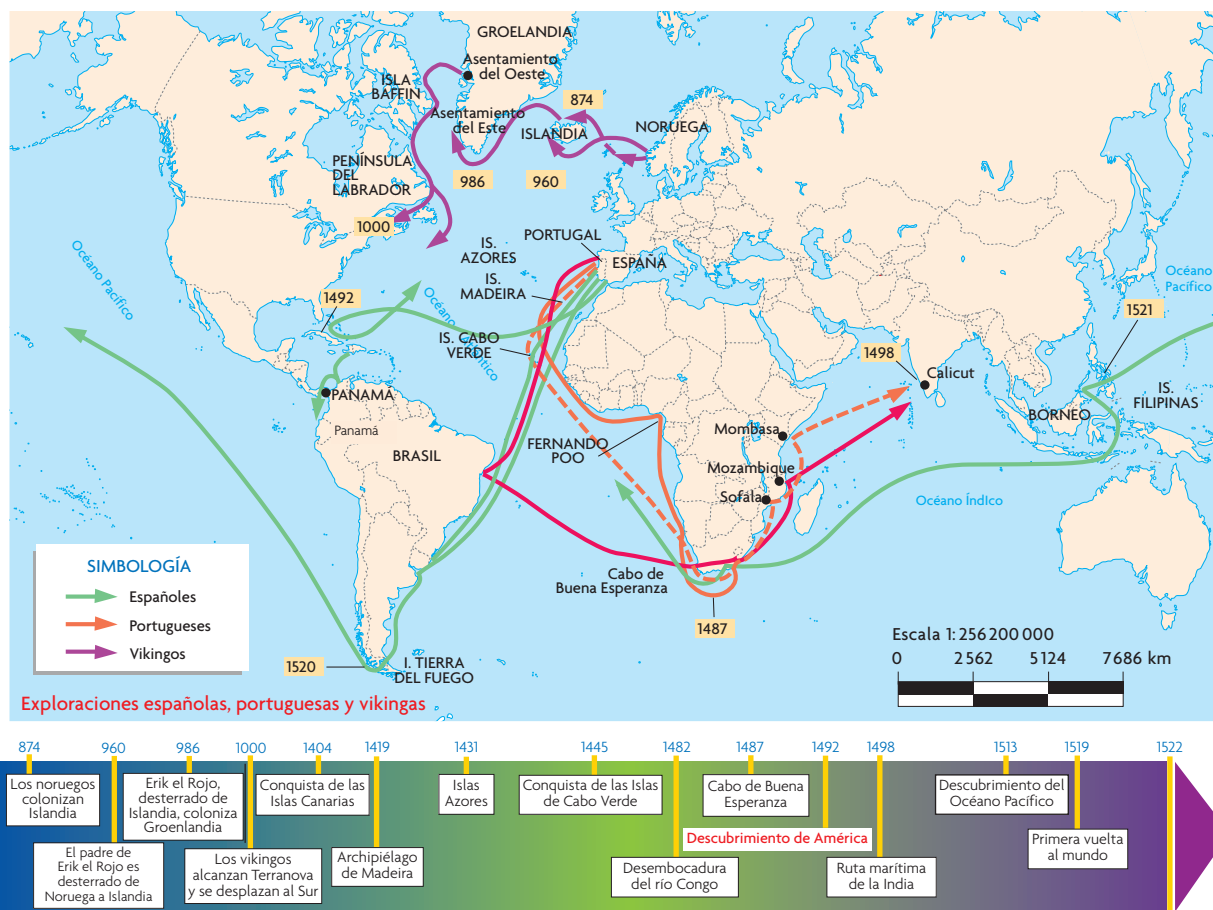 GROELANDIA
Asentamiento
del Oeste
ISLA
BAFFIN
874
Asentamiento
del Este
ISLANDIA
NORUEGA
PENÍNSULA
DEL
LABRADOR
986
960
1000
PORTUGAL
IS.
AZORES
ESPAÑA
IS.
MADEIRA
Océano Pacífico
Océano Atlántico
Océano
Pacífico
1492
1521
IS. CABO
VERDE
1498
Calicut
PANAMÁ
IS.
FILIPINAS
BORNEO
Panamá
Mombasa
FERNANDO
POO
BRASIL
Mozambique
Sofála
Océano Índico
SIMBOLOGÍA
Españoles
Portugueses
Vikingos
Cabo de
Buena Esperanza
1487
Escala 1: 256 200 000
0 2 562 5 124 7 686 km
1520
I. TIERRA
DEL FUEGO
Exploraciones españolas, portuguesas y vikingas
874 960 986 1000 1404 1419 1431 1445 1482 1487 1492 1498 1513 1519 1522
Los noruegos
colonizan
Islandia
El padre de
Erik el Rojo es
desterrado de
Noruega a Islandia
Erik el Rojo,
desterrado de
Islandia, coloniza
Groenlandia
Los vikingos
alcanzan Terranova
y se desplazan al Sur
Conquista de las
Islas Canarias
Archipiélago
de Madeira
Islas
Azores
Conquista de las Islas
de Cabo Verde
Desembocadura
del río Congo
Cabo de Buena
Esperanza
Descubrimiento de América
Ruta marítima
de la India
Descubrimiento del
Océano Pacífico
Primera vuelta
al mundo